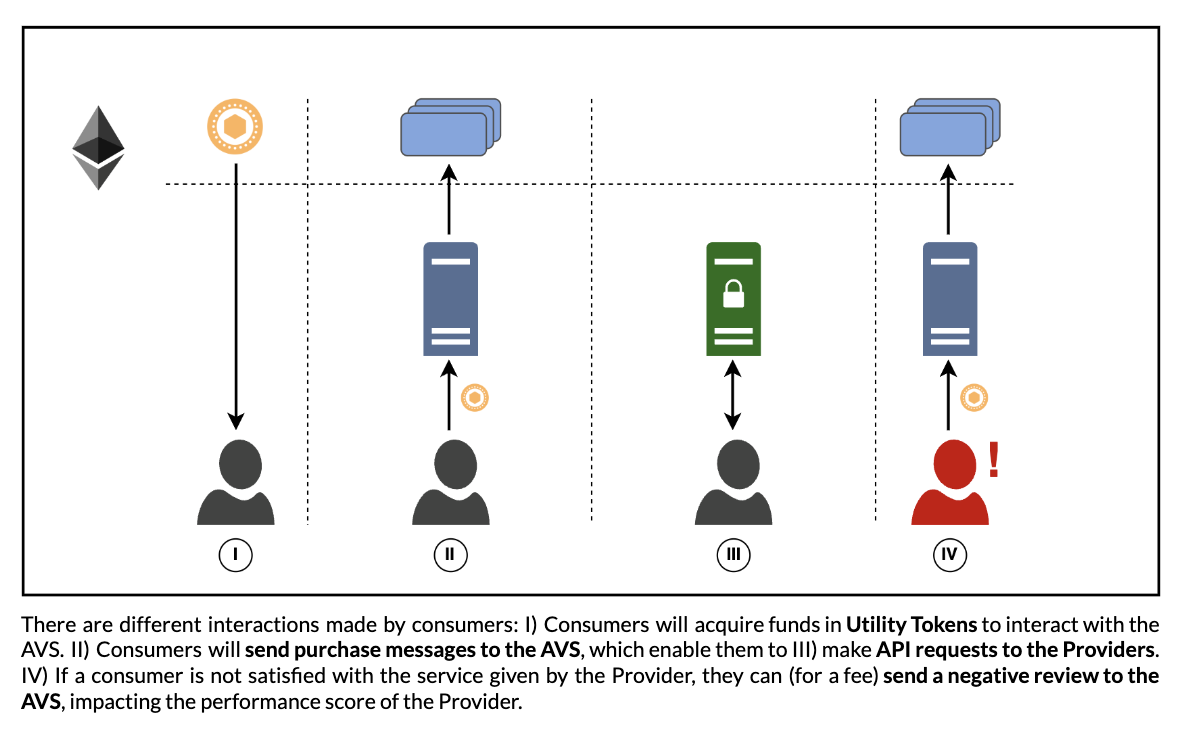 !
I
II
III
IV
There are different interactions made by consumers: I) Consumers will acquire funds in Utility Tokens to interact with the
AVS. II) Consumers will send purchase messages to the AVS, which enable them to III) make API requests to the Providers.
IV) If a consumer is not satisfied with the service given by the Provider, they can (for a fee) send a negative review to the
AVS, impacting the performance score of the Provider.